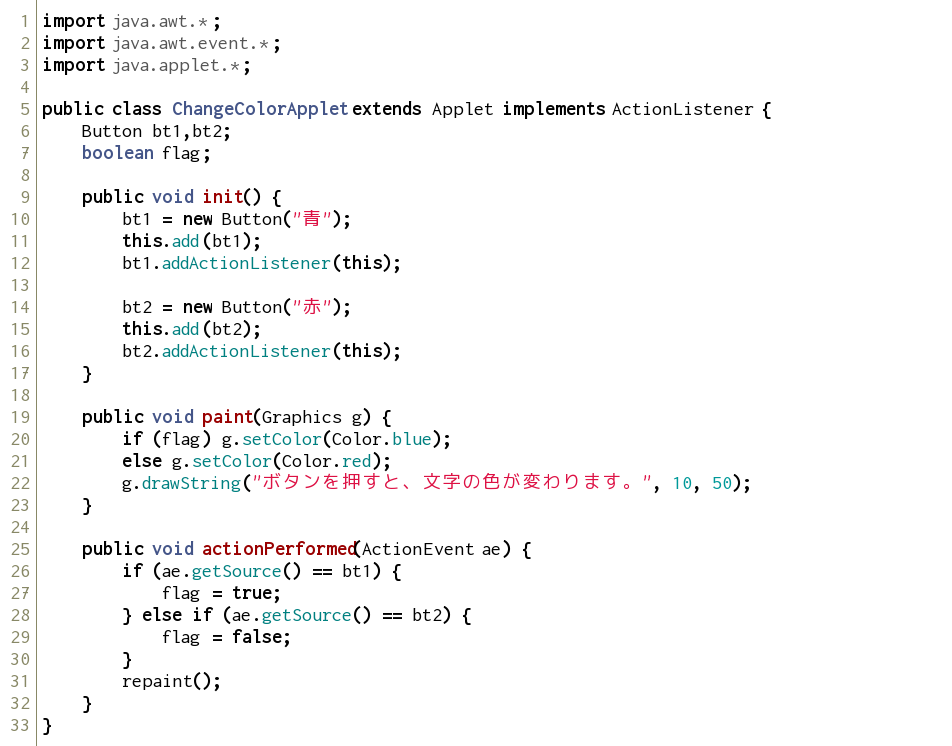 1 import java.awt.*;
2 import java.awt.event.*;
3 import java.applet.*;
4
5 public class ChangeColorApplet extends Applet implements ActionListener {
6     Button bt1,bt2;
7     boolean flag;
8
9     public void init() {
10         bt1 = new Button("青");
11         this.add(bt1);
12         bt1.addActionListener(this);
13
14         bt2 = new Button("赤");
15         this.add(bt2);
16         bt2.addActionListener(this);
17     }
18
19     public void paint(Graphics g) {
20         if (flag) g.setColor(Color.blue);
21         else g.setColor(Color.red);
22         g.drawString("ボタンを押すと、文字の色が変わります。", 10, 50);
23     }
24
25     public void actionPerformed(ActionEvent ae) {
26         if (ae.getSource() == bt1) {
27             flag = true;
28         } else if (ae.getSource() == bt2) {
29             flag = false;
30         }
31         repaint();
32     }
33 }